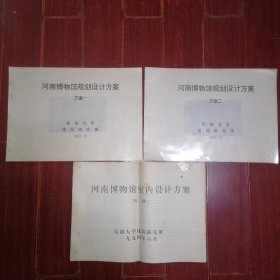 河南博物馆规划设计方案
方案一
东南大学
建筑研究所
河南博物馆规划设计方案
方案二
东南大学
建筑研究所
河南博物馆室内设计方案
东南大学建筑研究所
一九九四年六月